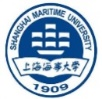 SHANGHAI MARITIME UNIVERSITY
上海海事大学
1909